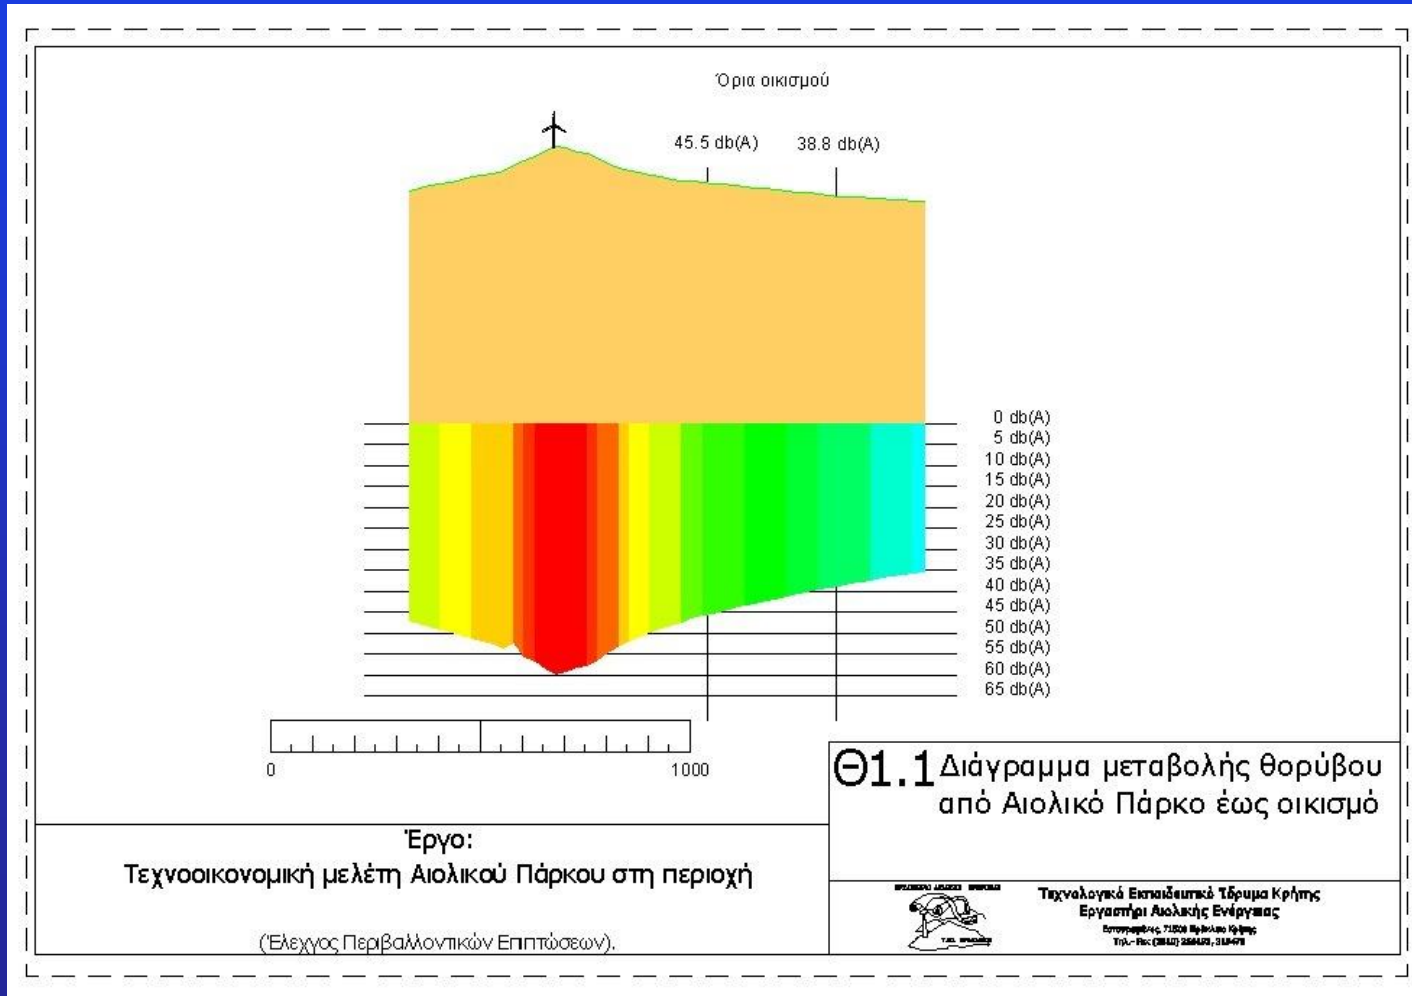 Όρια οικισμού
45.5 db(A) 38.8 db(A)
0 db(A)
5 db(A)
10 db(A)
15 db(A)
20 db(A)
25 db(A)
30 db(A)
35 db(A)
40 db(A)
45 db(A)
50 db(A)
55 db(A)
60 db(A)
65 db(A)
0 1000
Θ1.1 Διάγραμμα μεταβολής θορύβου
από Αιολικό Πάρκο έως οικισμό
Έργο:
Τεχνοοικονομική μελέτη Αιολικού Πάρκου στη περιοχή
(Έλεγχος Περιβαλλοντικών Επιπτώσεων).
Τεχνολογικό Εκπαιδευτικό Ίδρυμα Κρήτης
Εργαστήρι Αιολικής Ενέργειας